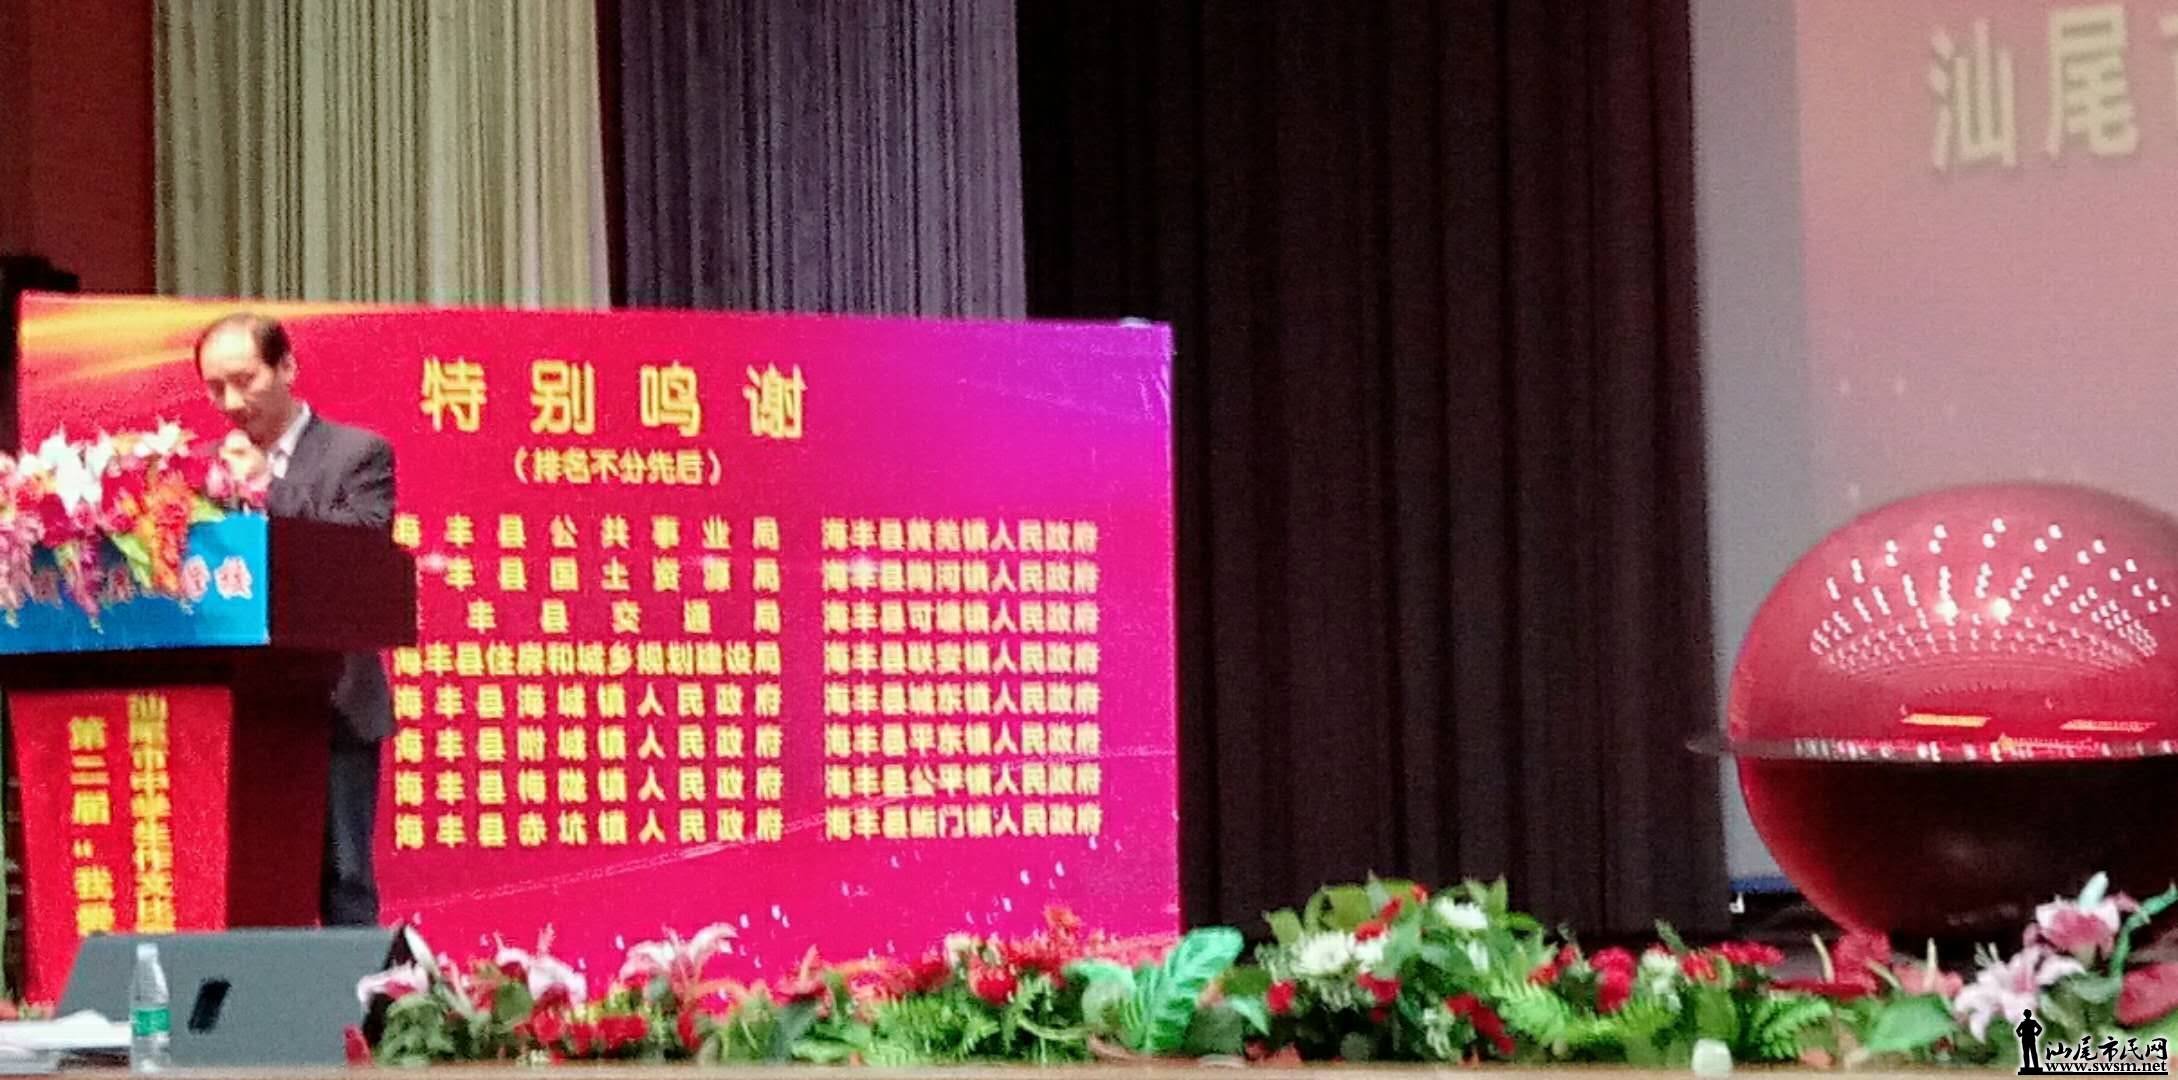 汕尾
特别鸣谢
（排名不分先后）
海丰县公共事业局 海丰县黄羌镇人民政府
丰县国土资源局 海丰县陶河镇人民政府
丰县交通局 海丰县可塘镇人民政府
海丰县住房和城乡规划建设局 海丰县联安镇人民政府
海丰县海城镇人民政府 海丰县城东镇人民政府
海丰县附城镇人民政府 海丰县平东镇人民政府
海丰县梅陇镇人民政府 海丰县公平镇人民政府
海丰县赤坑镇人民政府 海丰县鮜门镇人民政府
汕尾市中学生作文
第二届“
汕尾市民网
www.swsm.net